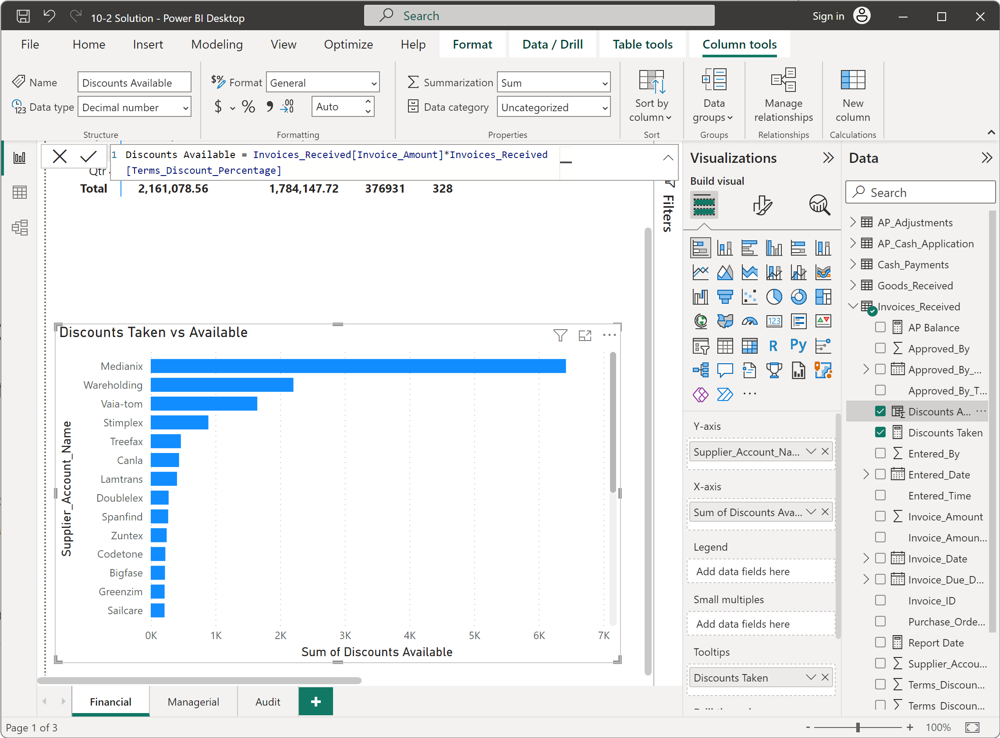 10-2 Solution - Power BI Desktop
Search
Sign in
File
Home
Insert
Modeling
View
Optimize
Help
Format
Data / Drill
Table tools
Column tools
Name
Discounts Available
Data type
Decimal number
Structure
Format
General
$
%
Auto
Formatting
Summarization
Sum
Data category
Uncategorized
Properties
Sort by
column
Sort
Data
groups
Groups
Manage
relationships
Relationships
New
column
Calculations
1 Discounts Available = Invoices_Received[Invoice_Amount]*Invoices_Received
[Terms_Discount_Percentage]
Qtr
Total 2,161,078.56 1,784,147.72 376931 328
Filters
Discounts Taken vs Available
Supplier_Account_Name
Medianix
Wareholding
Vaia-tom
Stimplex
Treefax
Canla
Lamtrans
Doublelex
Spanfind
Zuntex
Codetone
Bigfase
Greenzim
Sailcare
0K 1K 2K 3K 4K 5K 6K 7K
Sum of Discounts Available
Financial
Managerial
Audit
Page 1 of 3
Visualizations
Build visual
123
R
Py
Y-axis
Supplier_Account_Na...
X-axis
Sum of Discounts Ava...
Legend
Add data fields here
Small multiples
Add data fields here
Tooltips
Discounts Taken
Data
Search
AP_Adjustments
AP_Cash_Application
Cash_Payments
Goods_Received
Invoices_Received
AP Balance
Approved_By
Approved_By_...
Approved_By_T...
Discounts A...
Discounts Taken
Entered_By
Entered_Date
Entered_Time
Invoice_Amount
Invoice_Amoun...
Invoice_Date
Invoice_Due_D...
Invoice_ID
Purchase_Orde...
Report Date
Supplier_Accou...
Terms_Discoun...
Terms_Discoun...
100%